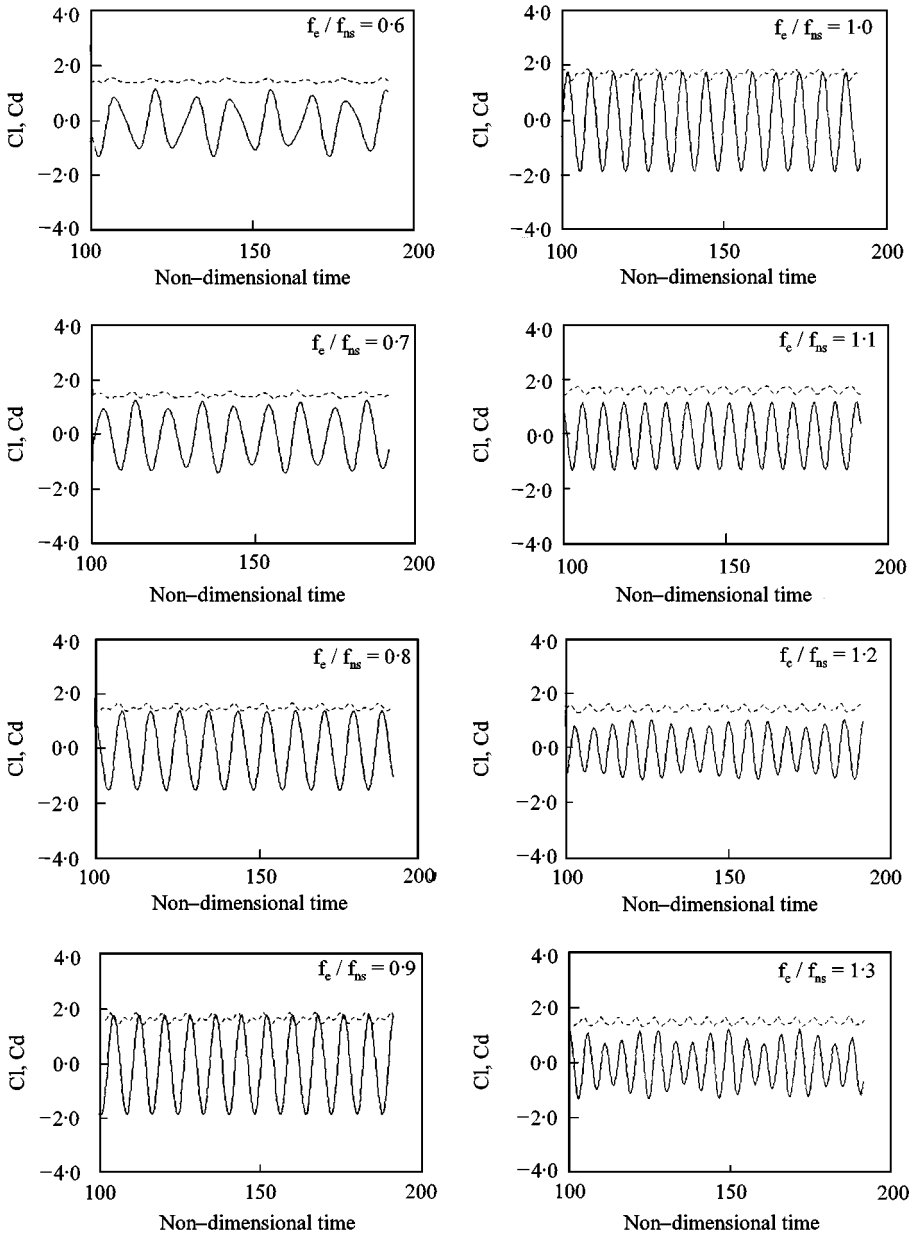 4·0
f_e / f_ns = 0·6
2·0
0·0
−2·0
−4·0
Cl, Cd
100 150 200
Non–dimensional time
4·0
f_e / f_ns = 1·0
2·0
0·0
−2·0
−4·0
Cl, Cd
100 150 200
Non–dimensional time
4·0
f_e / f_ns = 0·7
2·0
0·0
−2·0
−4·0
Cl, Cd
100 150 200
Non–dimensional time
4·0
f_e / f_ns = 1·1
2·0
0·0
−2·0
−4·0
Cl, Cd
100 150 200
Non–dimensional time
4·0
f_e / f_ns = 0·8
2·0
0·0
−2·0
−4·0
Cl, Cd
100 150 200
Non–dimensional time
4·0
f_e / f_ns = 1·2
2·0
0·0
−2·0
−4·0
Cl, Cd
100 150 200
Non–dimensional time
4·0
f_e / f_ns = 0·9
2·0
0·0
−2·0
−4·0
Cl, Cd
100 150 200
Non–dimensional time
4·0
f_e / f_ns = 1·3
2·0
0·0
−2·0
−4·0
Cl, Cd
100 150 200
Non–dimensional time